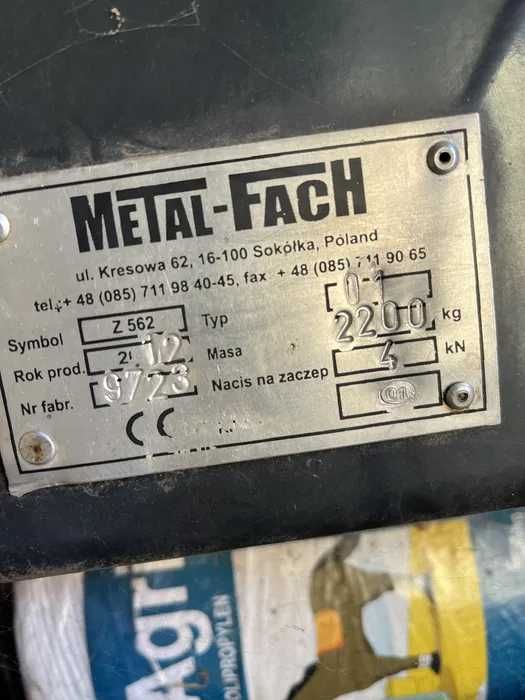 METAL-FACH
ul. Kresowa 62, 16-100 Sokółka, Poland
tel.:+ 48 (085) 711 98 40-45, fax + 48 (085) 711 90 65
Symbol Z 562 Typ
Rok prod. 2012 Masa 2200 kg
Nr fabr. 9723 Nacis na zaczep 4 kN
CE
Agri
POLIPROPYLEN